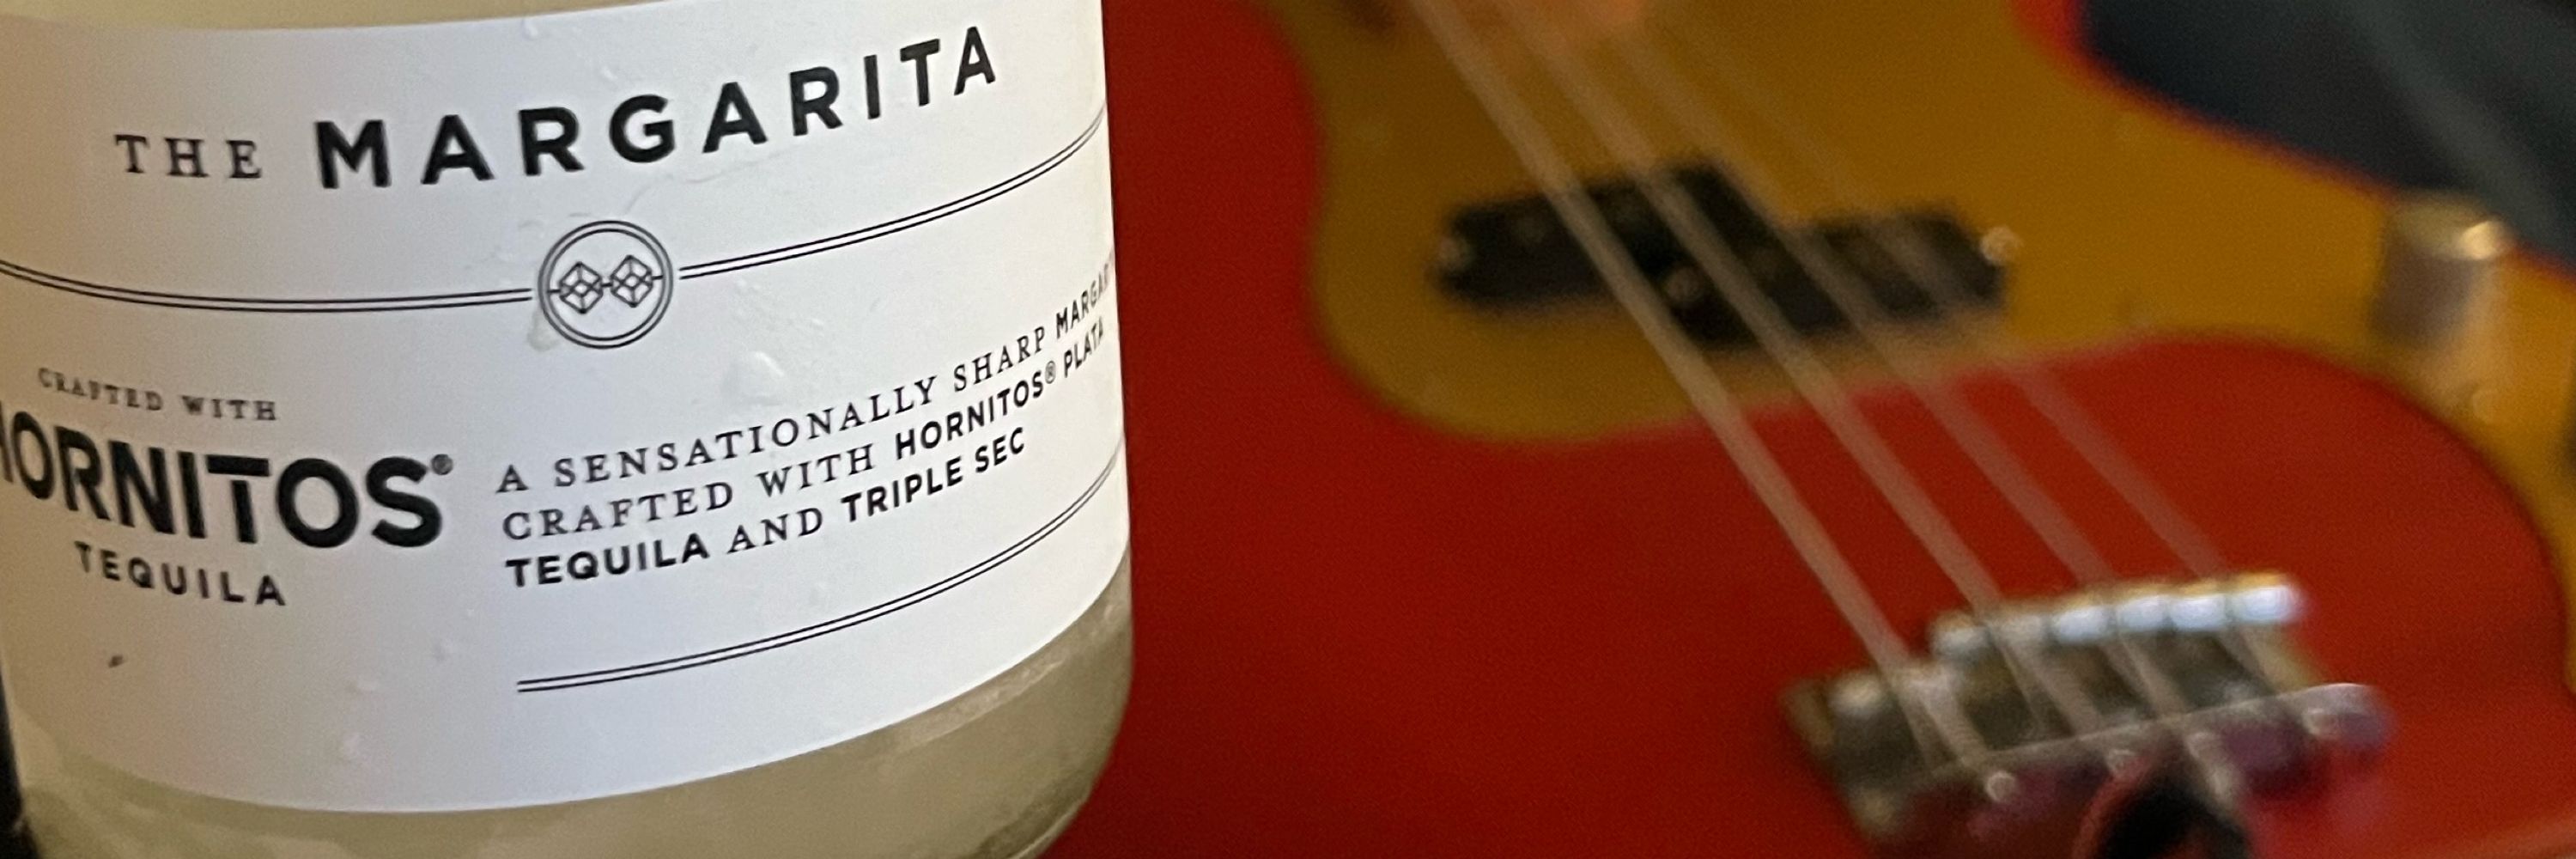 THE MARGARITA
CRAFTED WITH
HORNITOS®
TEQUILA
A SENSATIONALLY SHARP
CRAFTED WITH HORNITOS® PLATA
TEQUILA AND TRIPLE SEC